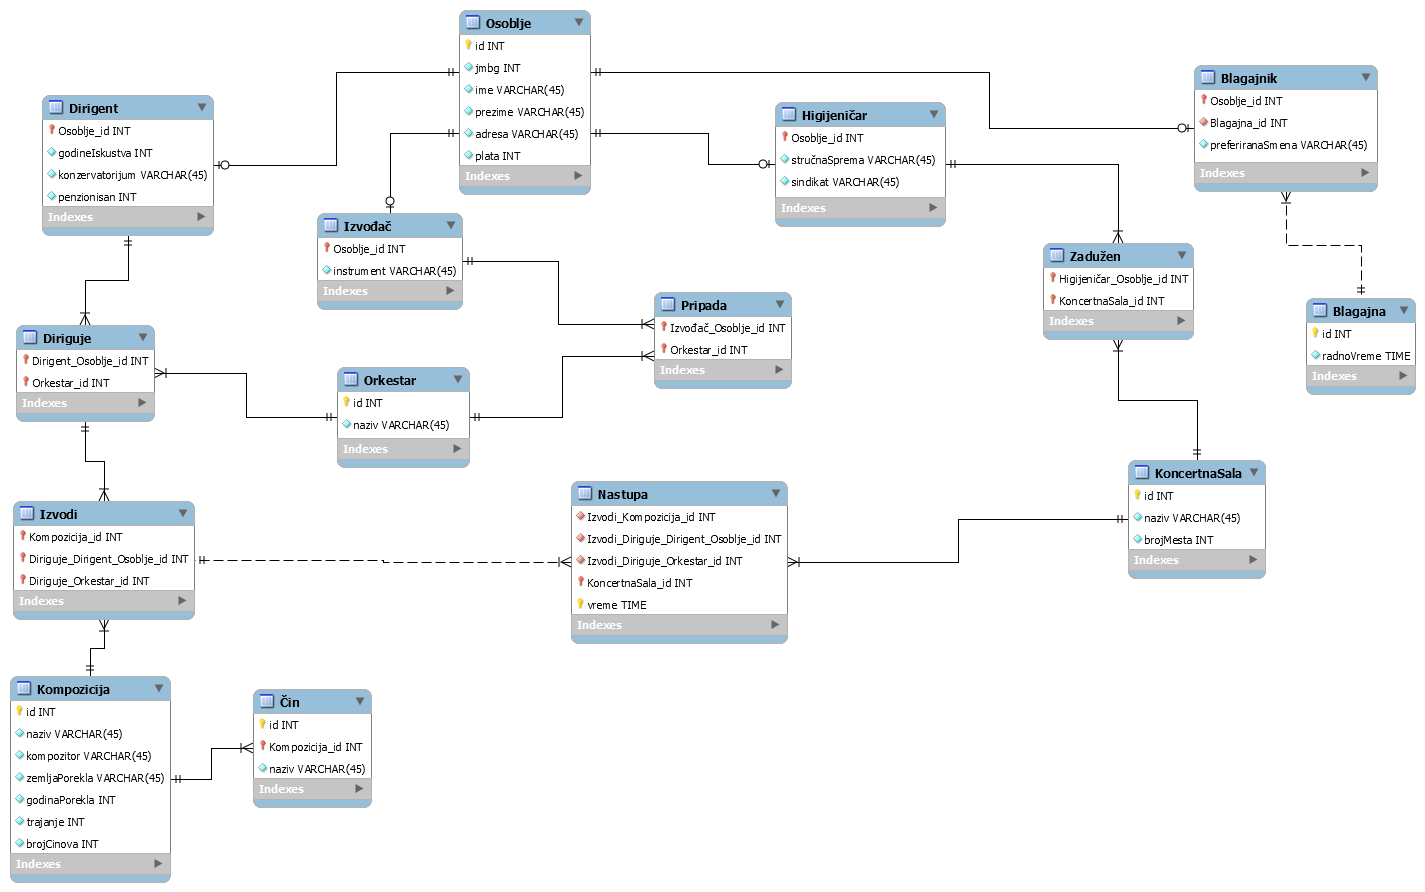 Osoblje
id INT
jmbg INT
ime VARCHAR(45)
prezime VARCHAR(45)
adresa VARCHAR(45)
plata INT
Indexes
Dirigent
Osoblje_id INT
godineIskustva INT
konzervatorijum VARCHAR(45)
penzionisan INT
Indexes
Izvođač
Osoblje_id INT
instrument VARCHAR(45)
Indexes
Higijeničar
Osoblje_id INT
stručnaSprema VARCHAR(45)
sindikat VARCHAR(45)
Indexes
Blagajnik
Osoblje_id INT
Blagajna_id INT
preferiranaSmena VARCHAR(45)
Indexes
Zadužen
Higijeničar_Osoblje_id INT
KoncertnaSala_id INT
Indexes
Blagajna
id INT
radnoVreme TIME
Indexes
Pripada
Izvođač_Osoblje_id INT
Orkestar_id INT
Indexes
Diriguje
Dirigent_Osoblje_id INT
Orkestar_id INT
Indexes
Orkestar
id INT
naziv VARCHAR(45)
Indexes
KoncertnaSala
id INT
naziv VARCHAR(45)
brojMesta INT
Indexes
Nastupa
Izvodi_Kompozicija_id INT
Izvodi_Diriguje_Dirigent_Osoblje_id INT
Izvodi_Diriguje_Orkestar_id INT
KoncertnaSala_id INT
vreme TIME
Indexes
Izvodi
Kompozicija_id INT
Diriguje_Dirigent_Osoblje_id INT
Diriguje_Orkestar_id INT
Indexes
Kompozicija
id INT
naziv VARCHAR(45)
kompozitor VARCHAR(45)
zemljaPorekla VARCHAR(45)
godinaPorekla INT
trajanje INT
brojCinova INT
Indexes
Čin
id INT
Kompozicija_id INT
naziv VARCHAR(45)
Indexes